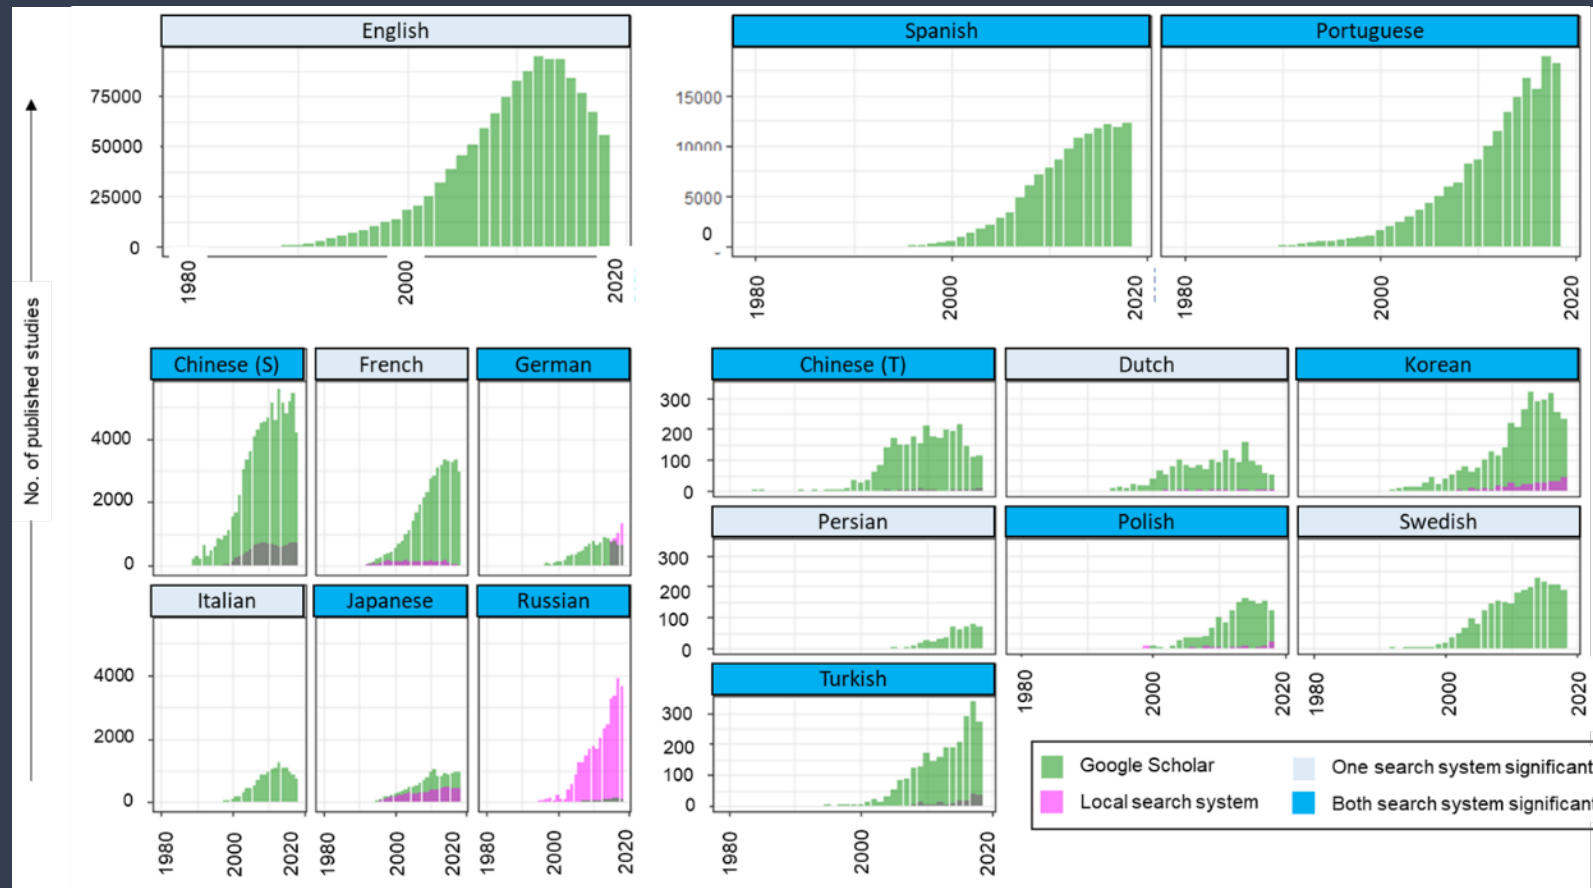 English
Spanish
Portuguese
75000
50000
25000
0
15000
10000
5000
0
1980
2000
2020
1980
2000
2020
1980
2000
2020
No. of published studies
Chinese (S)
French
German
4000
2000
0
Italian
Japanese
Russian
4000
2000
0
1980
2000
2020
1980
2000
2020
1980
2000
2020
Chinese (T)
Dutch
Korean
300
200
100
0
Persian
Polish
Swedish
300
200
100
0
1980
2000
2020
1980
2000
2020
Turkish
300
200
100
0
1980
2000
2020
Google Scholar
One search system significant
Local search system
Both search system significant